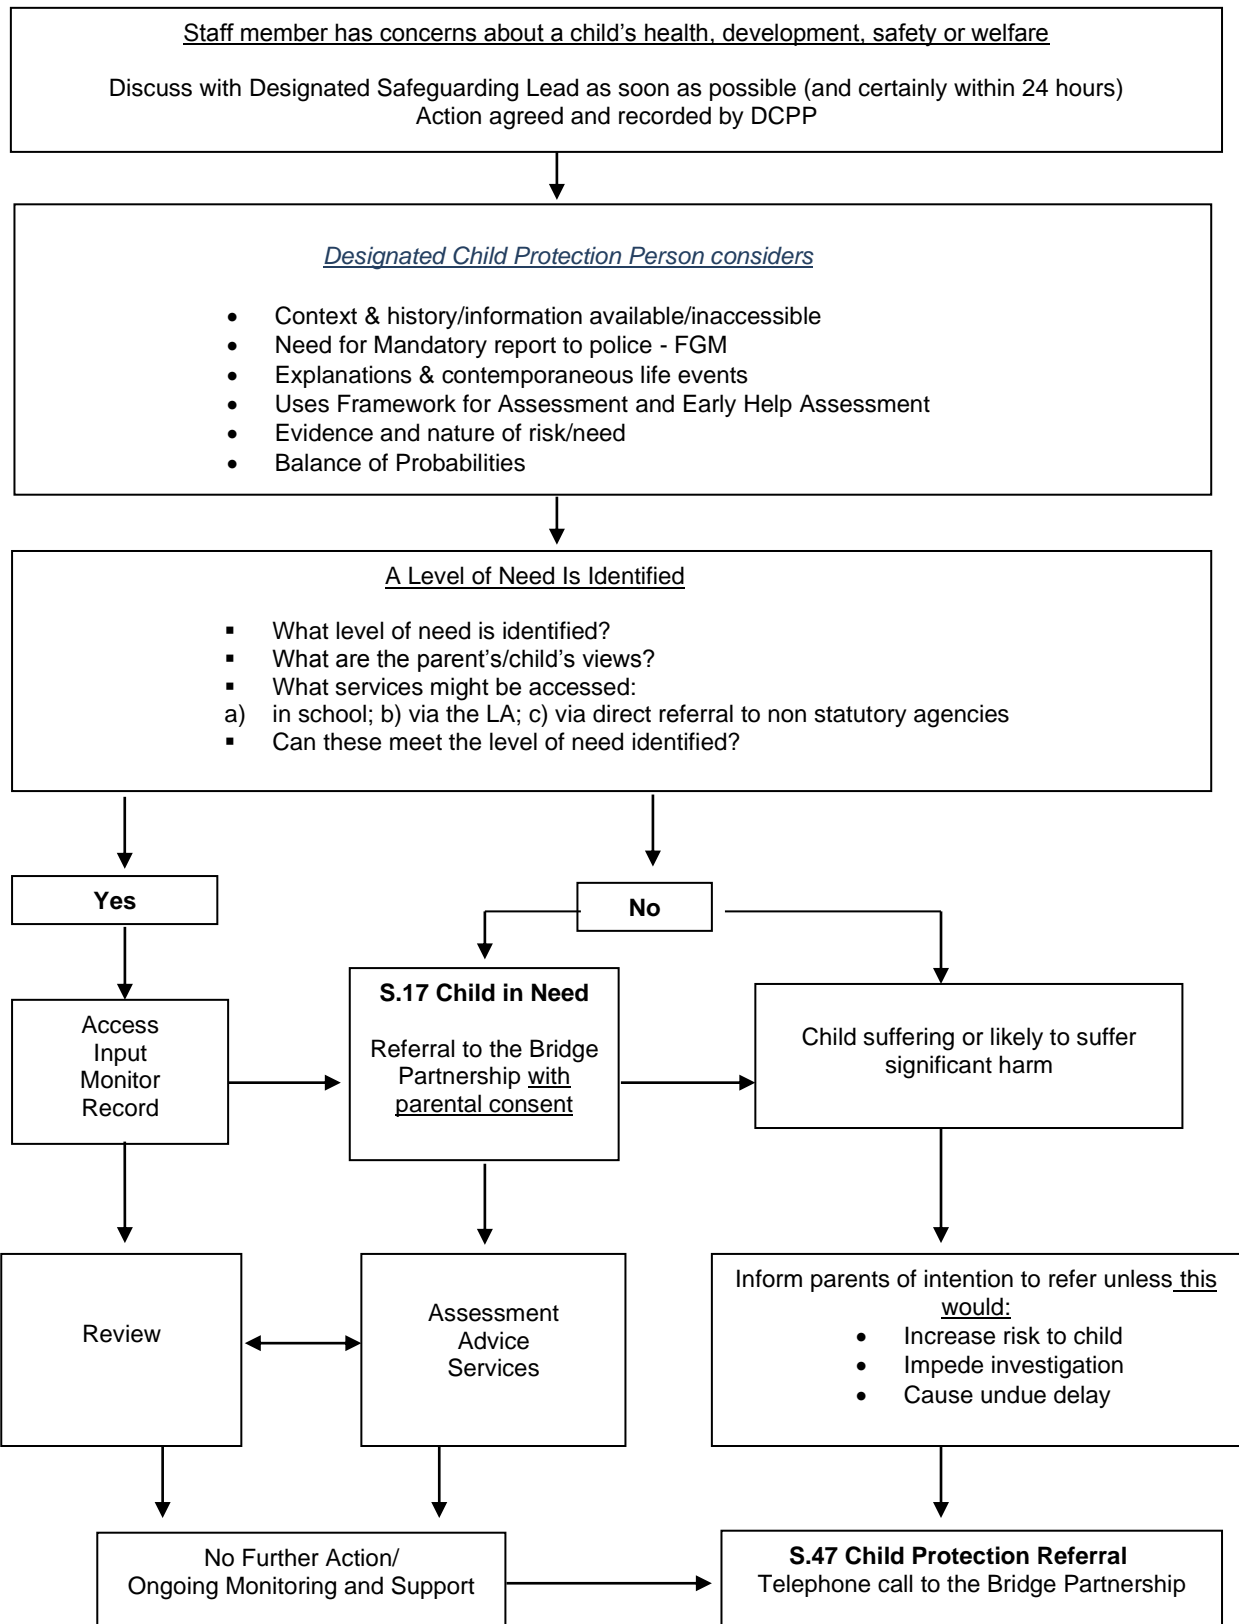 Staff member has concerns about a child's health, development, safety or welfare
Discuss with Designated Safeguarding Lead as soon as possible (and certainly within 24 hours)
Action agreed and recorded by DCPP
Designated Child Protection Person considers
• Context & history/information available/inaccessible
• Need for Mandatory report to police - FGM
• Explanations & contemporaneous life events
• Uses Framework for Assessment and Early Help Assessment
• Evidence and nature of risk/need
• Balance of Probabilities
A Level of Need Is Identified
▪ What level of need is identified?
▪ What are the parent's/child's views?
▪ What services might be accessed:
a) in school; b) via the LA; c) via direct referral to non statutory agencies
▪ Can these meet the level of need identified?
Yes
No
Access
Input
Monitor
Record
S.17 Child in Need
Referral to the Bridge
Partnership with
parental consent
Child suffering or likely to suffer
significant harm
Review
Assessment
Advice
Services
Inform parents of intention to refer unless this
would:
• Increase risk to child
• Impede investigation
• Cause undue delay
No Further Action/
Ongoing Monitoring and Support
S.47 Child Protection Referral
Telephone call to the Bridge Partnership